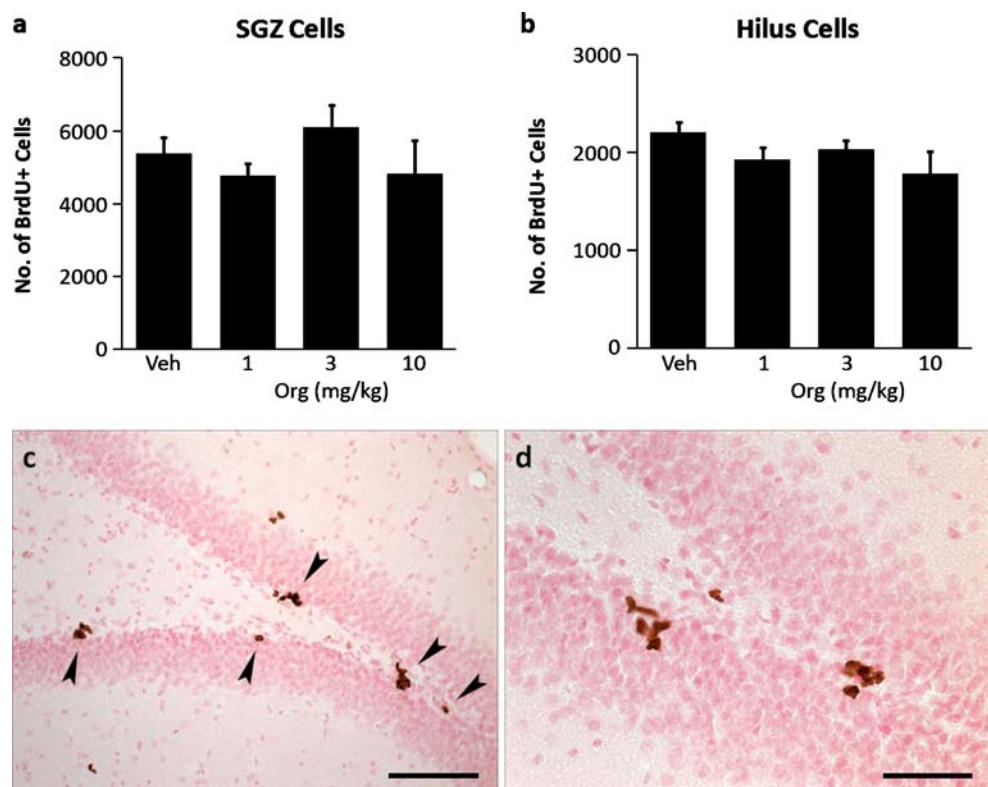 a
SGZ Cells
8000
6000
4000
2000
0
No. of BrdU+ Cells
Veh 1 3 10
Org (mg/kg)
b
Hilus Cells
3000
2000
1000
0
No. of BrdU+ Cells
Veh 1 3 10
Org (mg/kg)
c
d